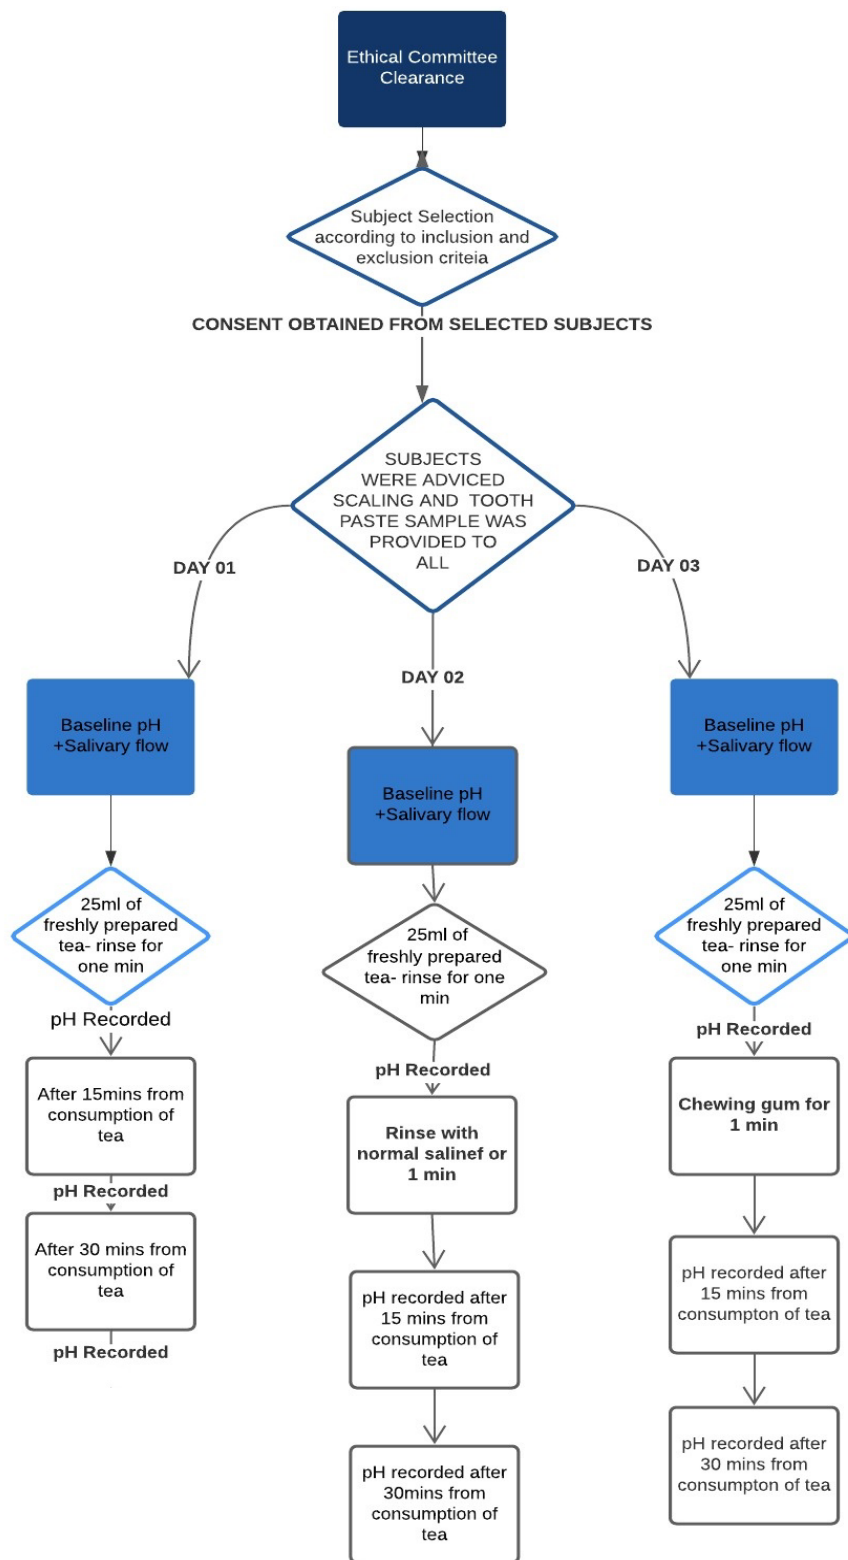 Ethical Committee
Clearance
Subject Selection
according to inclusion and
exclusion criteia
CONSENT OBTAINED FROM SELECTED SUBJECTS
SUBJECTS
WERE ADVICED
SCALING AND TOOTH
PASTE SAMPLE WAS
PROVIDED TO
ALL
DAY 01
Baseline pH
+Salivary flow
25ml of
freshly prepared
tea- rinse for
one min
pH Recorded
After 15mins from
consumption of
tea
pH Recorded
After 30 mins from
consumption of
tea
pH Recorded
DAY 02
Baseline pH
+Salivary flow
25ml of
freshly prepared
tea- rinse for one
min
pH Recorded
Rinse with
normal salinef or
1 min
pH recorded after
15 mins from
consumption of
tea
pH recorded after
30mins from
consumption of
tea
DAY 03
Baseline pH
+Salivary flow
25ml of
freshly prepared
tea- rinse for
one min
pH Recorded
Chewing gum for
1 min
pH recorded after
15 mins from
consumpton of tea
pH recorded after
30 mins from
consumpton of tea